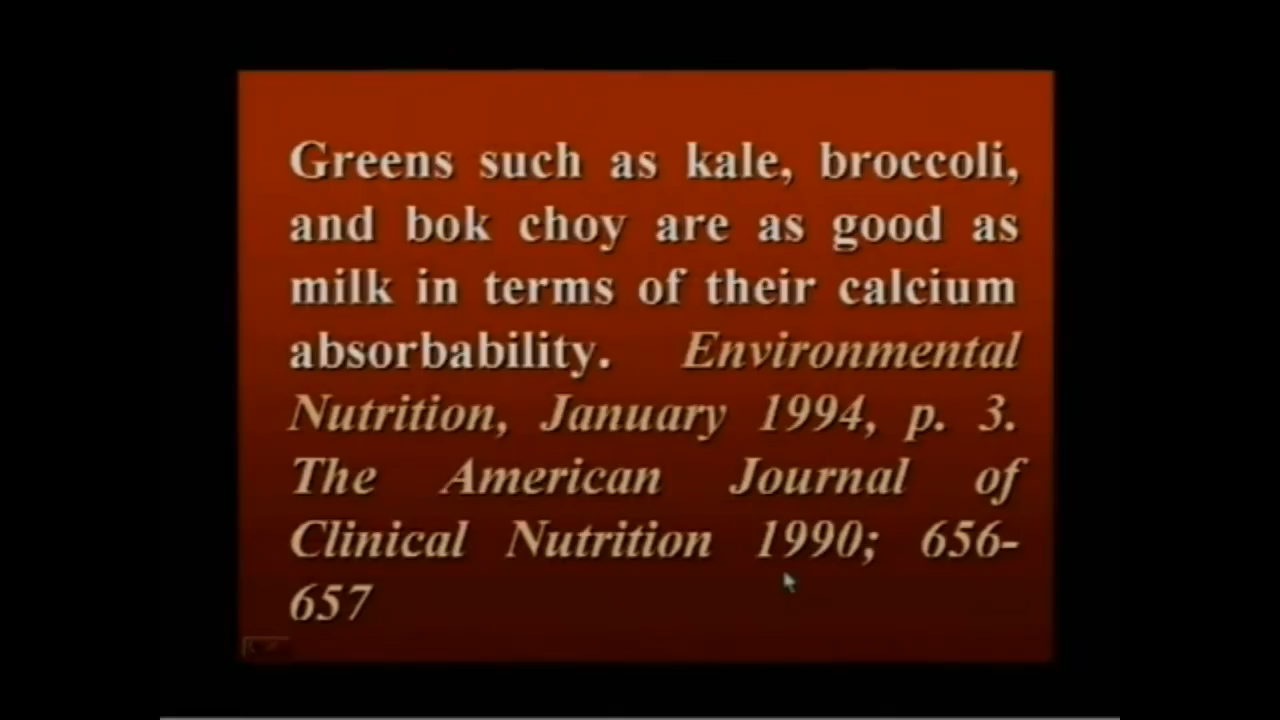 Greens such as kale, broccoli,
and bok choy are as good as
milk in terms of their calcium
absorbability. Environmental
Nutrition, January 1994, p. 3.
The American Journal of
Clinical Nutrition 1990; 656-
657